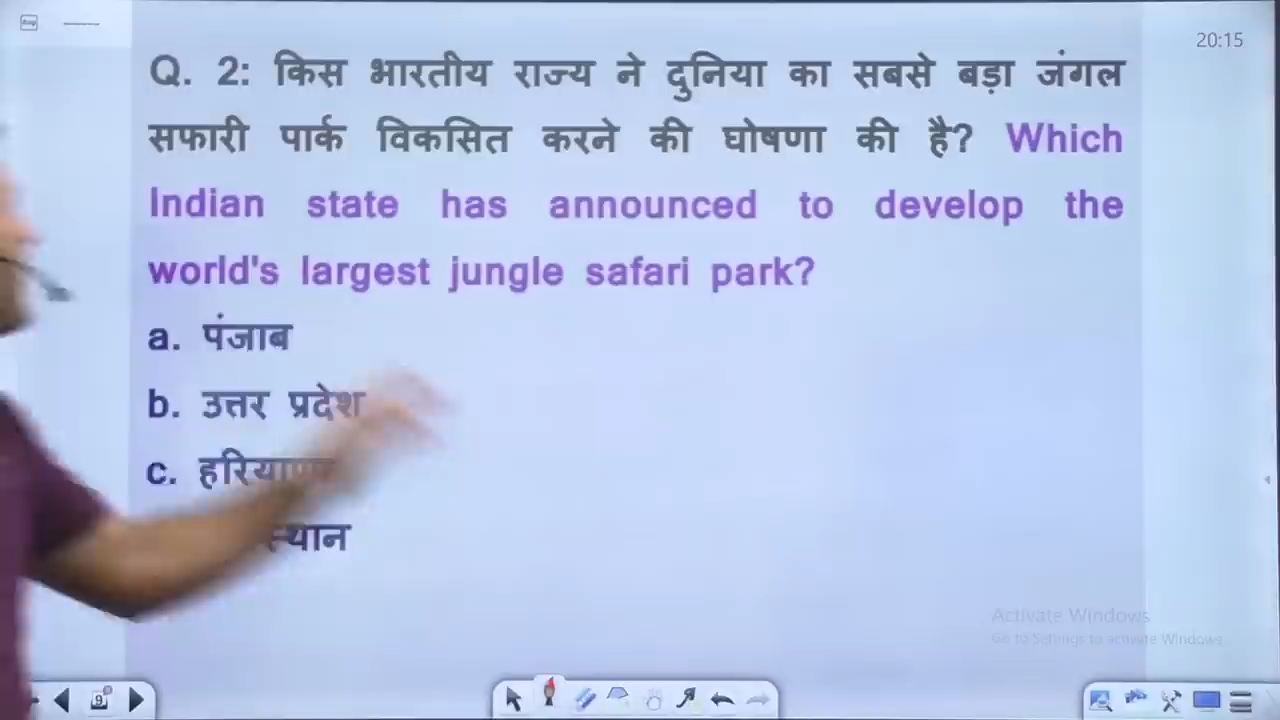 20:15
Q. 2: किस भारतीय राज्य ने दुनिया का सबसे बड़ा जंगल
सफारी पार्क विकसित करने की घोषणा की है? Which
Indian state has announced to develop the
world's largest jungle safari park?
a. पंजाब
b. उत्तर प्रदेश
c.
Activate Windows
Go to Settings to activate Windows.
9